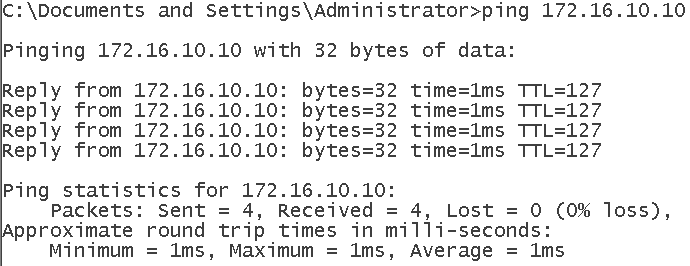 C:\Documents and Settings\Administrator>ping 172.16.10.10
Pinging 172.16.10.10 with 32 bytes of data:
Reply from 172.16.10.10: bytes=32 time=1ms TTL=127
Reply from 172.16.10.10: bytes=32 time=1ms TTL=127
Reply from 172.16.10.10: bytes=32 time=1ms TTL=127
Reply from 172.16.10.10: bytes=32 time=1ms TTL=127
Ping statistics for 172.16.10.10:
    Packets: Sent = 4, Received = 4, Lost = 0 (0% loss),
Approximate round trip times in milli-seconds:
    Minimum = 1ms, Maximum = 1ms, Average = 1ms